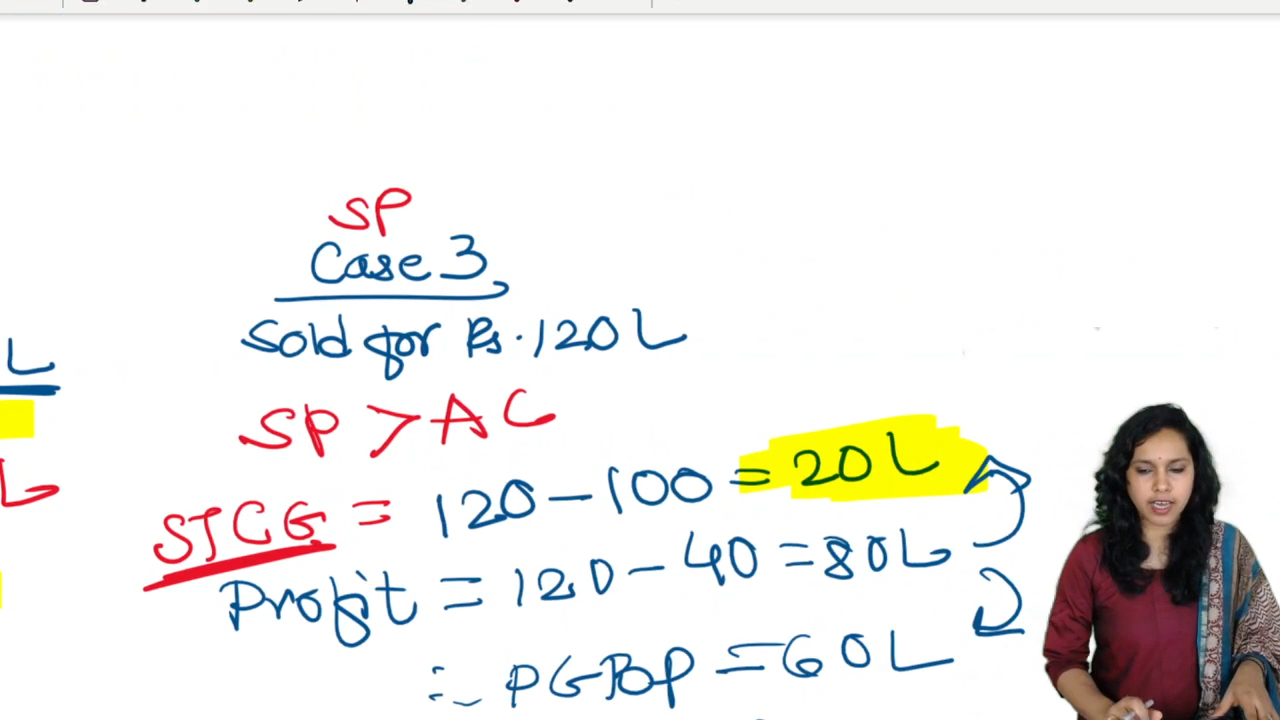 L
L
SP
Case 3
Sold for Rs. 120 L
SP > AC
STCG = 120 - 100 = 20 L
Profit = 120 - 40 = 80 L
∴ PGBP = 60 L